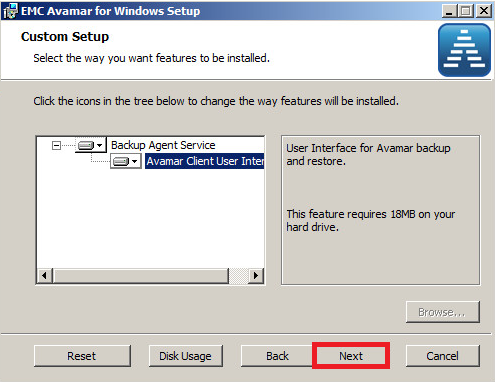 EMC Avamar for Windows Setup
Custom Setup
Select the way you want features to be installed.
Click the icons in the tree below to change the way features will be installed.
Backup Agent Service
Avamar Client User Inter
User Interface for Avamar backup
and restore.
This feature requires 18MB on your
hard drive.
Browse...
Reset
Disk Usage
Back
Next
Cancel